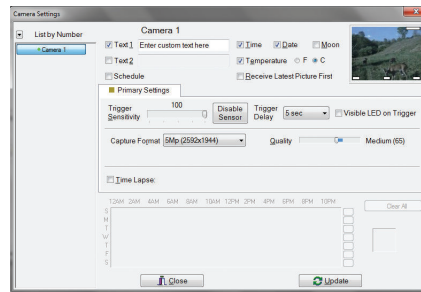 Camera Settings
List by Number
Camera 1
Camera 1
Text 1 Enter custom text here Time Date Moon
Text 2 Temperature F C
Schedule Receive Latest Picture First
Primary Settings
Trigger Sensitivity 100 Disable Sensor Trigger Delay 5 sec Visible LED on Trigger
Capture Format 5Mp (2592x1944) Quality Medium (65)
Time Lapse:
12AM 2AM 4AM 6AM 8AM 10AM 12PM 2PM 4PM 6PM 8PM 10PM
Clear All
S
M
T
W
T
F
S
Close Update